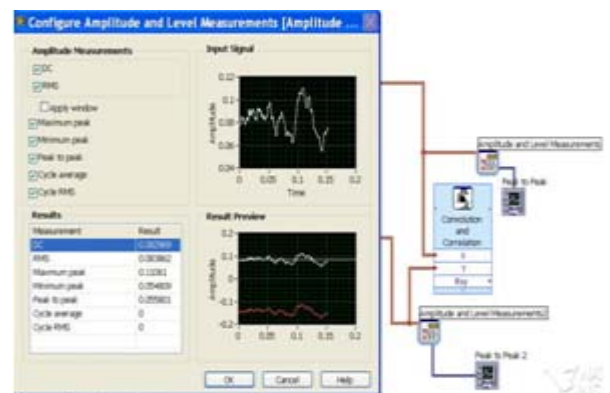 Configure Amplitude and Level Measurements [Amplitude ...
Amplitude Measurements
DC
RMS
Apply window
Maximum peak
Minimum peak
Peak to peak
Cycle average
Cycle RMS
Input Signal
Amplitude
0.12
0.1
0.08
0.06
0.04
0 0.05 0.1 0.15 0.2
Time
Results
Measurement Result
DC
RMS
Maximum peak 0.11061
Minimum peak 0.054809
Peak to peak 0.055801
Cycle average 0
Cycle RMS 0
Result Preview
Amplitude
0.2
0.1
0
-0.1
-0.2
0 0.05 0.1 0.15 0.2
OK Cancel Help
Amplitude and Level Measurements
Peak to Peak
Convolution
and
Correlation
X
Y
Rxy
Amplitude and Level Measurements2
Peak to Peak 2